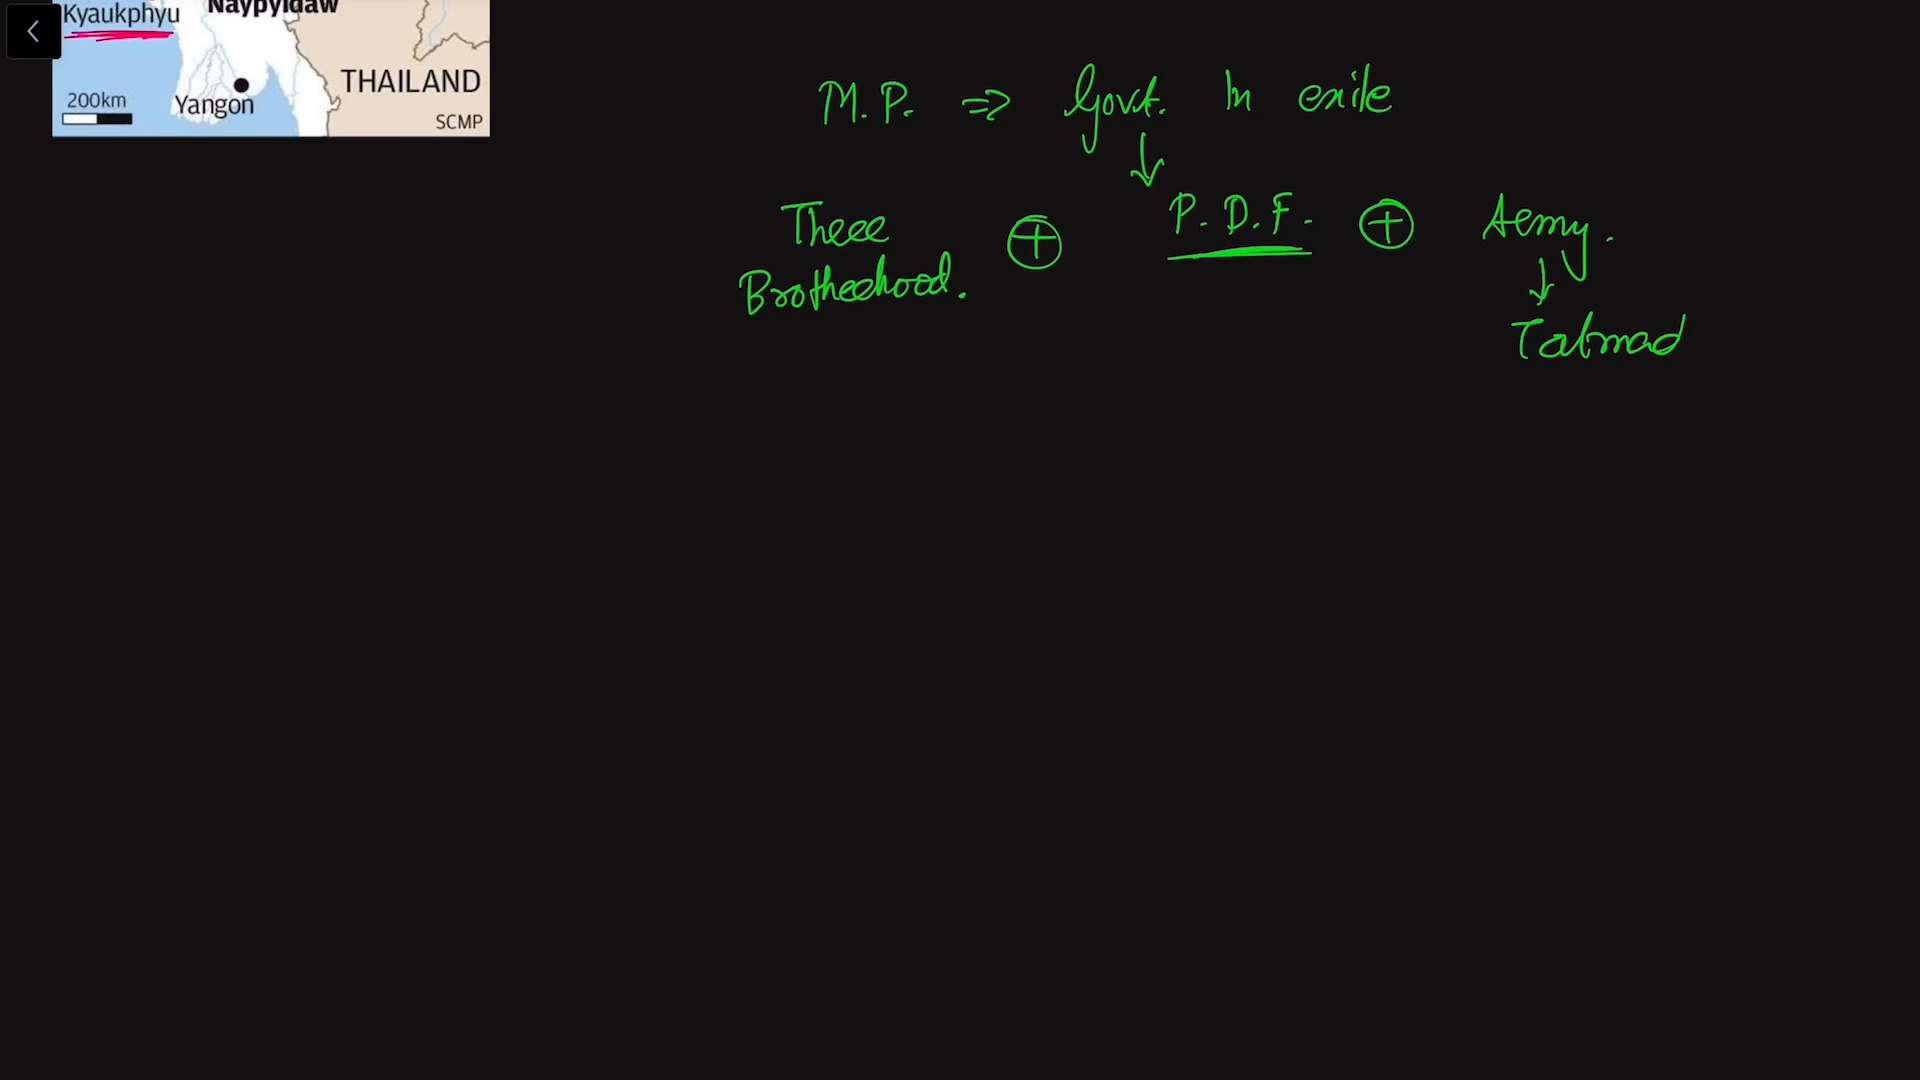 Kyaukphyu
Naypyidaw
THAILAND
200km
Yangon
SCMP
M.P. ⇒ Govt. In exile
↓
Three ⊕ P.D.F. ⊕ Army.
Brotherhood.
↓
Tatmad